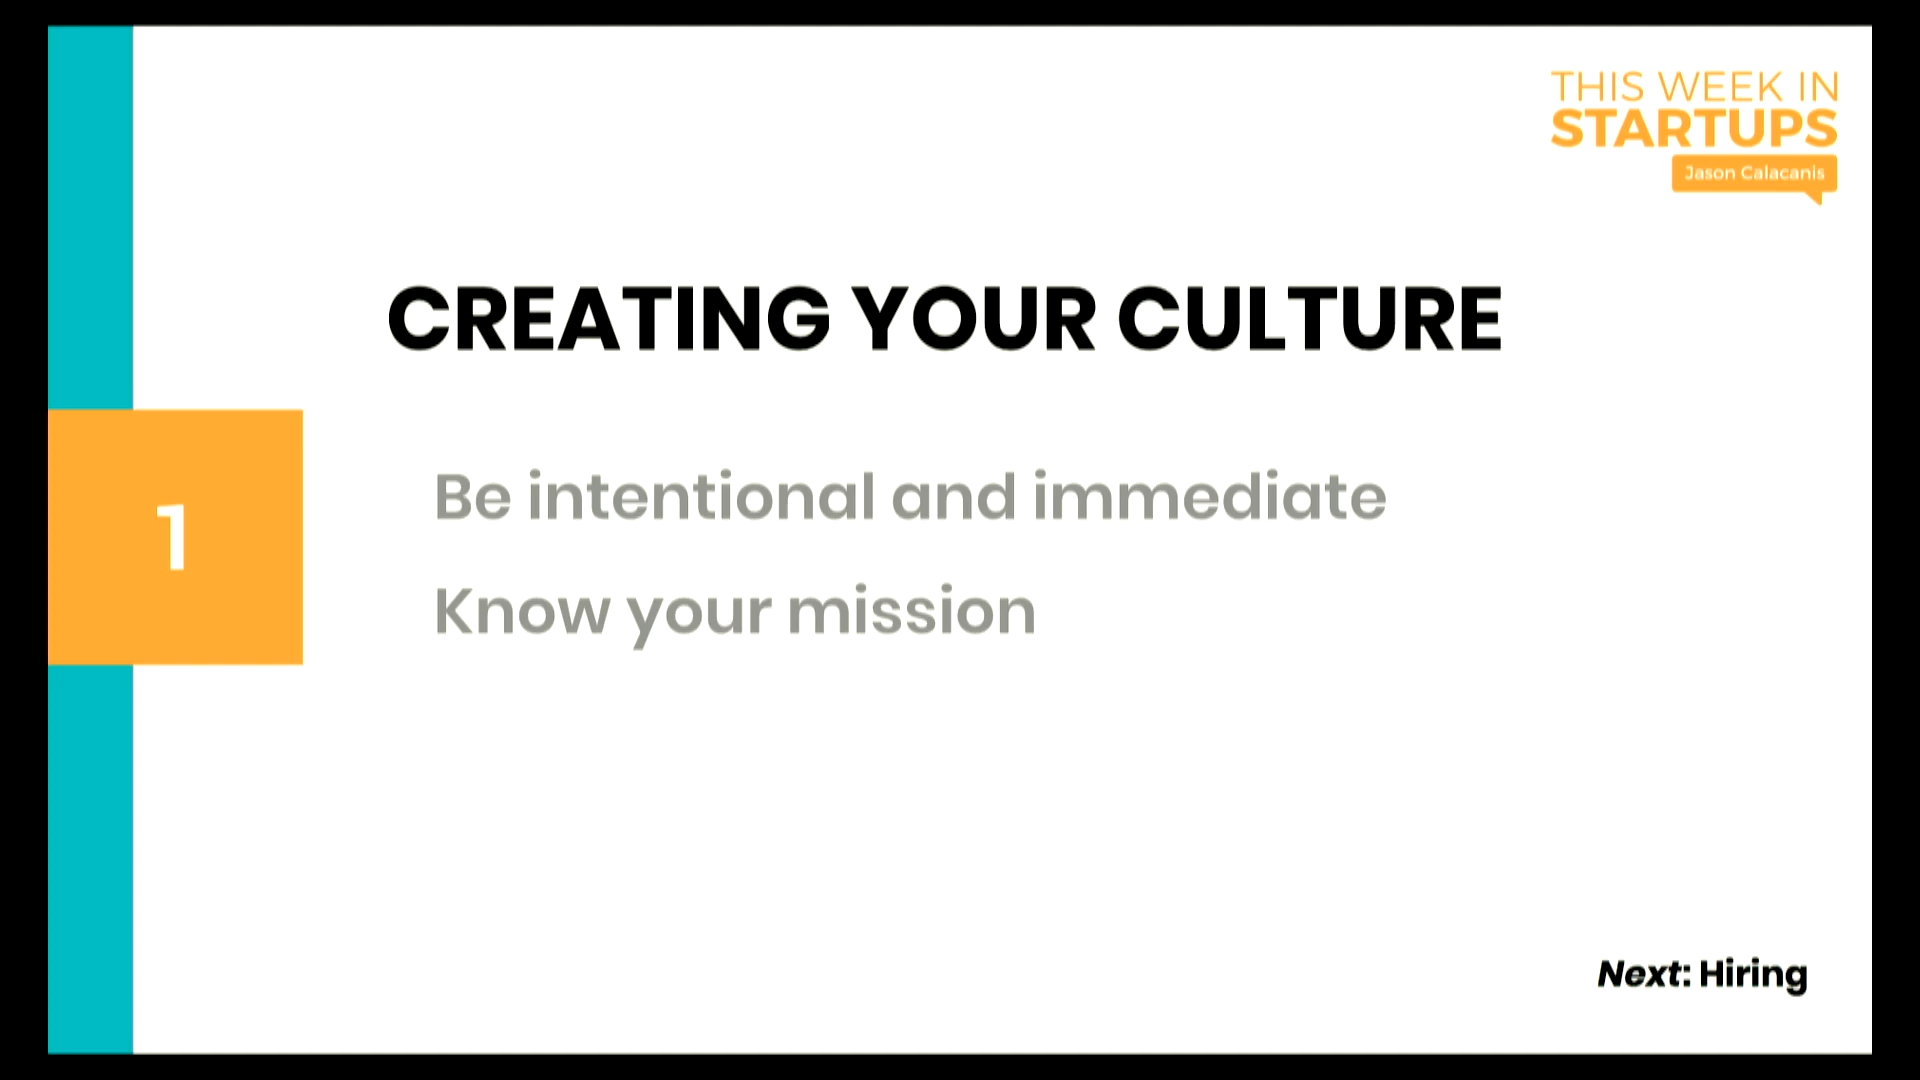 THIS WEEK IN
STARTUPS
Jason Calacanis
CREATING YOUR CULTURE
1
Be intentional and immediate
Know your mission
Next: Hiring